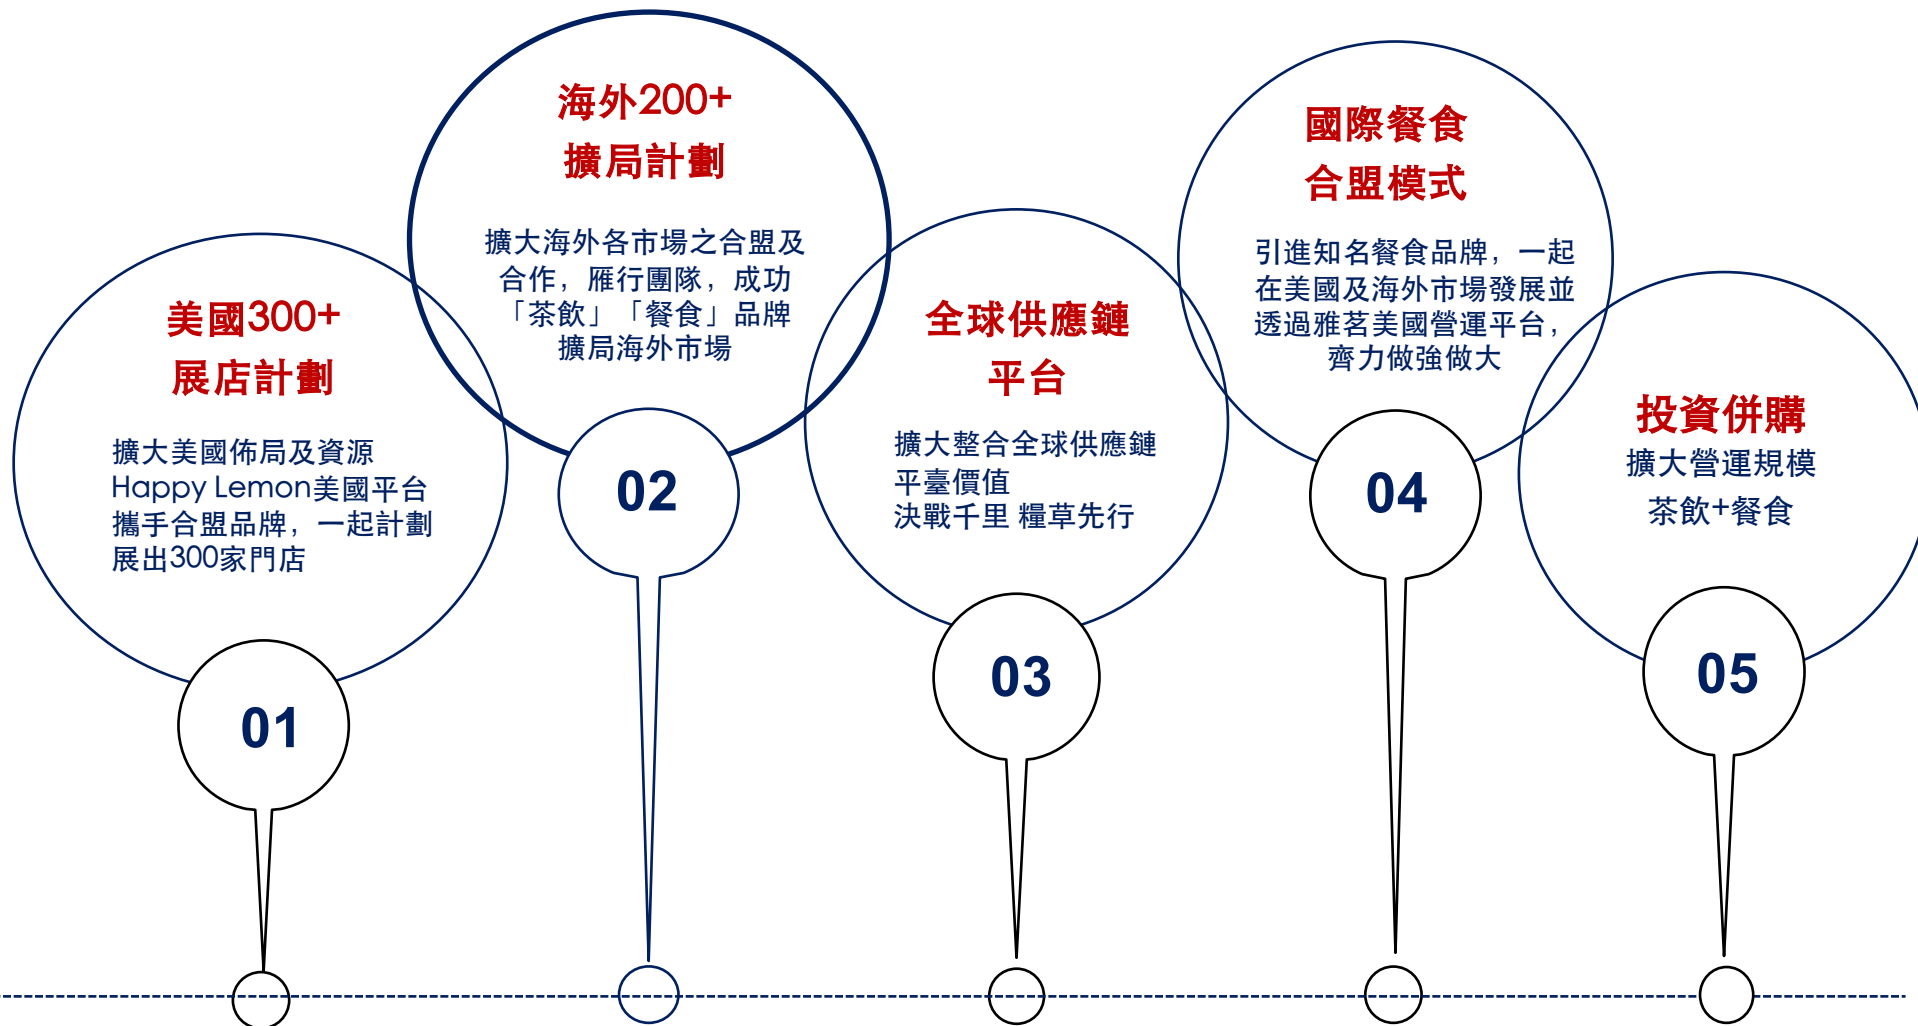 美國300+
展店計劃
擴大美國佈局及資源
Happy Lemon美國平台
攜手合盟品牌，一起計劃
展出300家門店
01
海外200+
擴局計劃
擴大海外各市場之合盟及
合作，雁行團隊，成功
「茶飲」「餐食」品牌
擴局海外市場
02
全球供應鏈
平台
擴大整合全球供應鏈
平臺價值
決戰千里 糧草先行
03
國際餐食
合盟模式
引進知名餐食品牌，一起
在美國及海外市場發展並
透過雅茗美國營運平台，
齊力做強做大
04
投資併購
擴大營運規模
茶飲+餐食
05